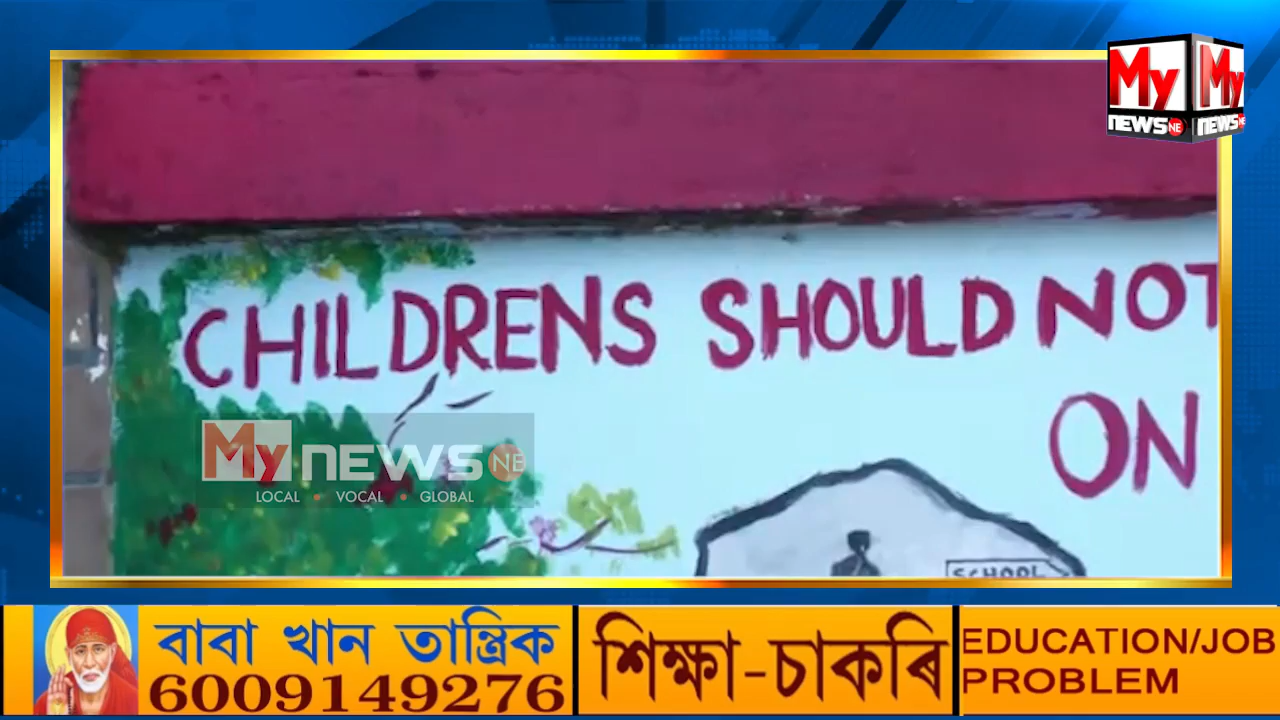 My My
NEWS NE NEWS NE
CHILDRENS SHOULD NOT
ON
My NEWS NE
LOCAL • VOCAL • GLOBAL
SCHOOL
বাবা খান তান্ত্ৰিক
6009149276
শিক্ষা-চাকৰি
EDUCATION/JOB
PROBLEM